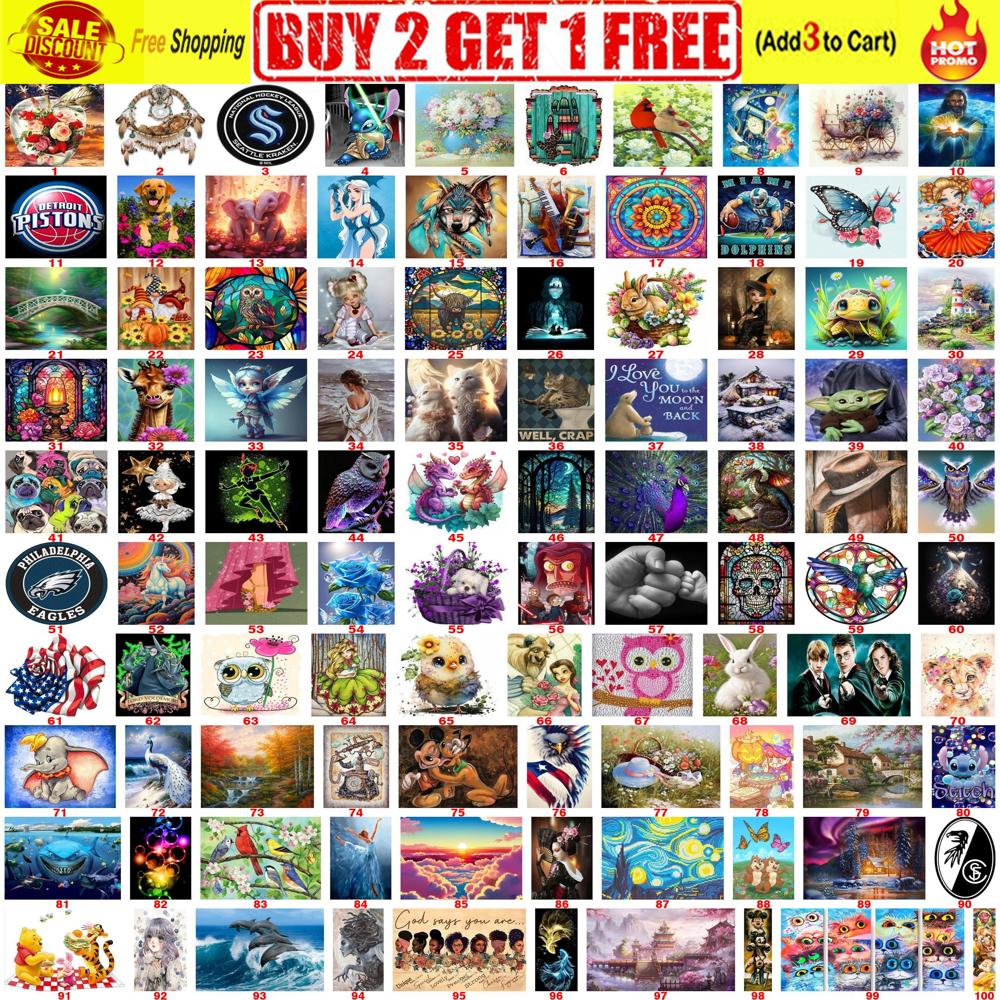 SALE
DISCOUNT
Free Shopping
BUY 2 GET 1 FREE
(Add 3 to Cart)
HOT
PROMO
NATIONAL HOCKEY LEAGUE
SEATTLE KRAKEN
1 2 3 4 5 6 7 8 9 10
DETROIT
PISTONS
MIAMI
DOLPHINS
11 12 13 14 15 16 17 18 19 20
21 22 23 24 25 26 27 28 29 30
I Love
You to the
MOON
and
BACK
WELL, CRAP
31 32 33 34 35 36 37 38 39 40
41 42 43 44 45 46 47 48 49 50
PHILADELPHIA
EAGLES
51 52 53 54 55 56 57 58 59 60
61 62 63 64 65 66 67 68 69 70
Stitch
71 72 73 74 75 76 77 98 79 80
81 82 83 84 85 86 87 88 89 90
God says you are...
91 92 93 94 95 96 97 98 99 100